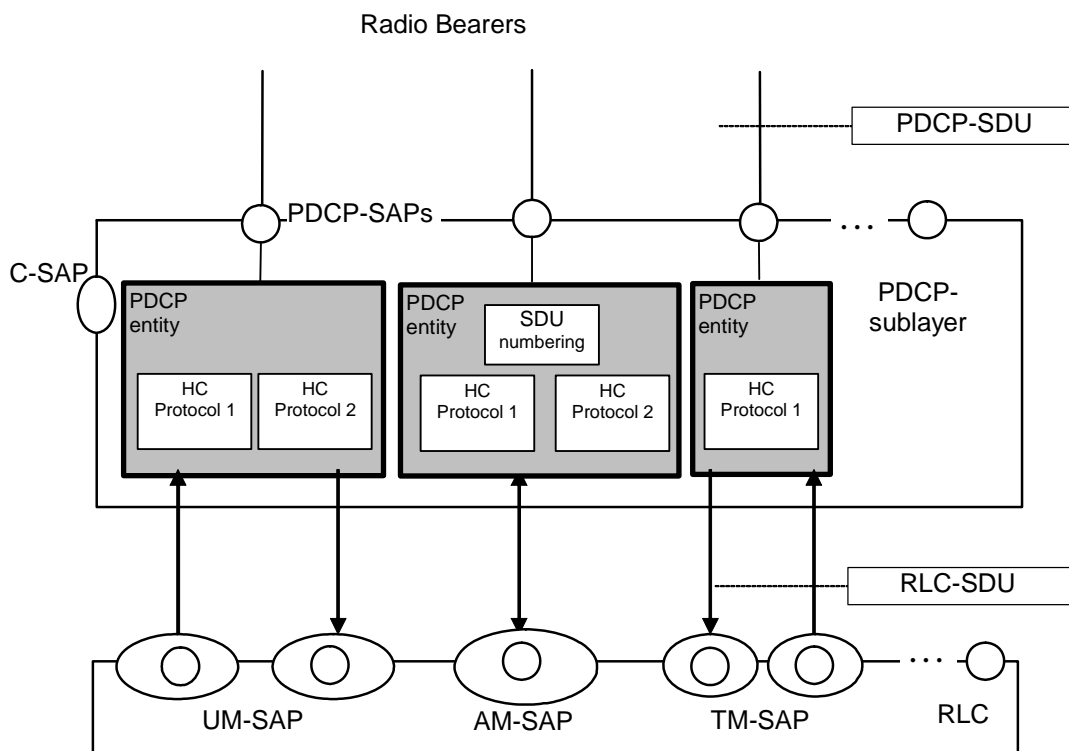 Radio Bearers
PDCP-SDU
PDCP-SAPs
...
C-SAP
PDCP
entity
HC
Protocol 1
HC
Protocol 2
PDCP
entity
SDU
numbering
HC
Protocol 1
HC
Protocol 2
PDCP
entity
HC
Protocol 1
PDCP-
sublayer
RLC-SDU
...
UM-SAP
AM-SAP
TM-SAP
RLC